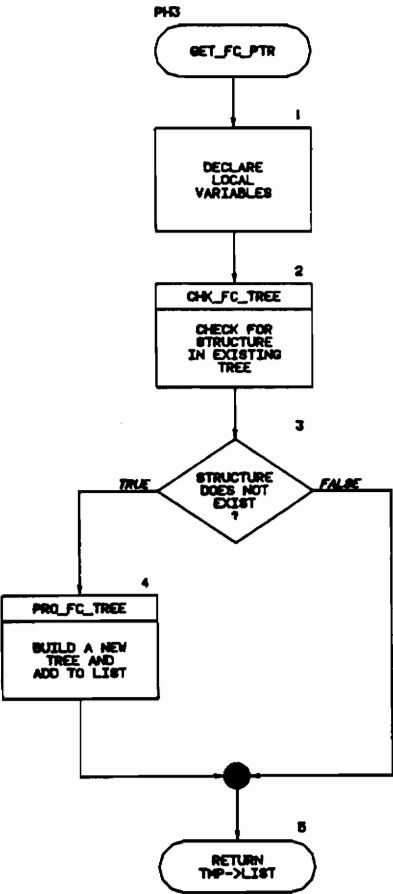 PH3
GET_FC_PTR
1
DECLARE
LOCAL
VARIABLES
2
CHK_FC_TREE
CHECK FOR
STRUCTURE
IN EXISTING
TREE
3
STRUCTURE
DOES NOT
EXIST
?
TRUE
FALSE
4
PRO_FC_TREE
BUILD A NEW
TREE AND
ADD TO LIST
5
RETURN
TMP->LIST